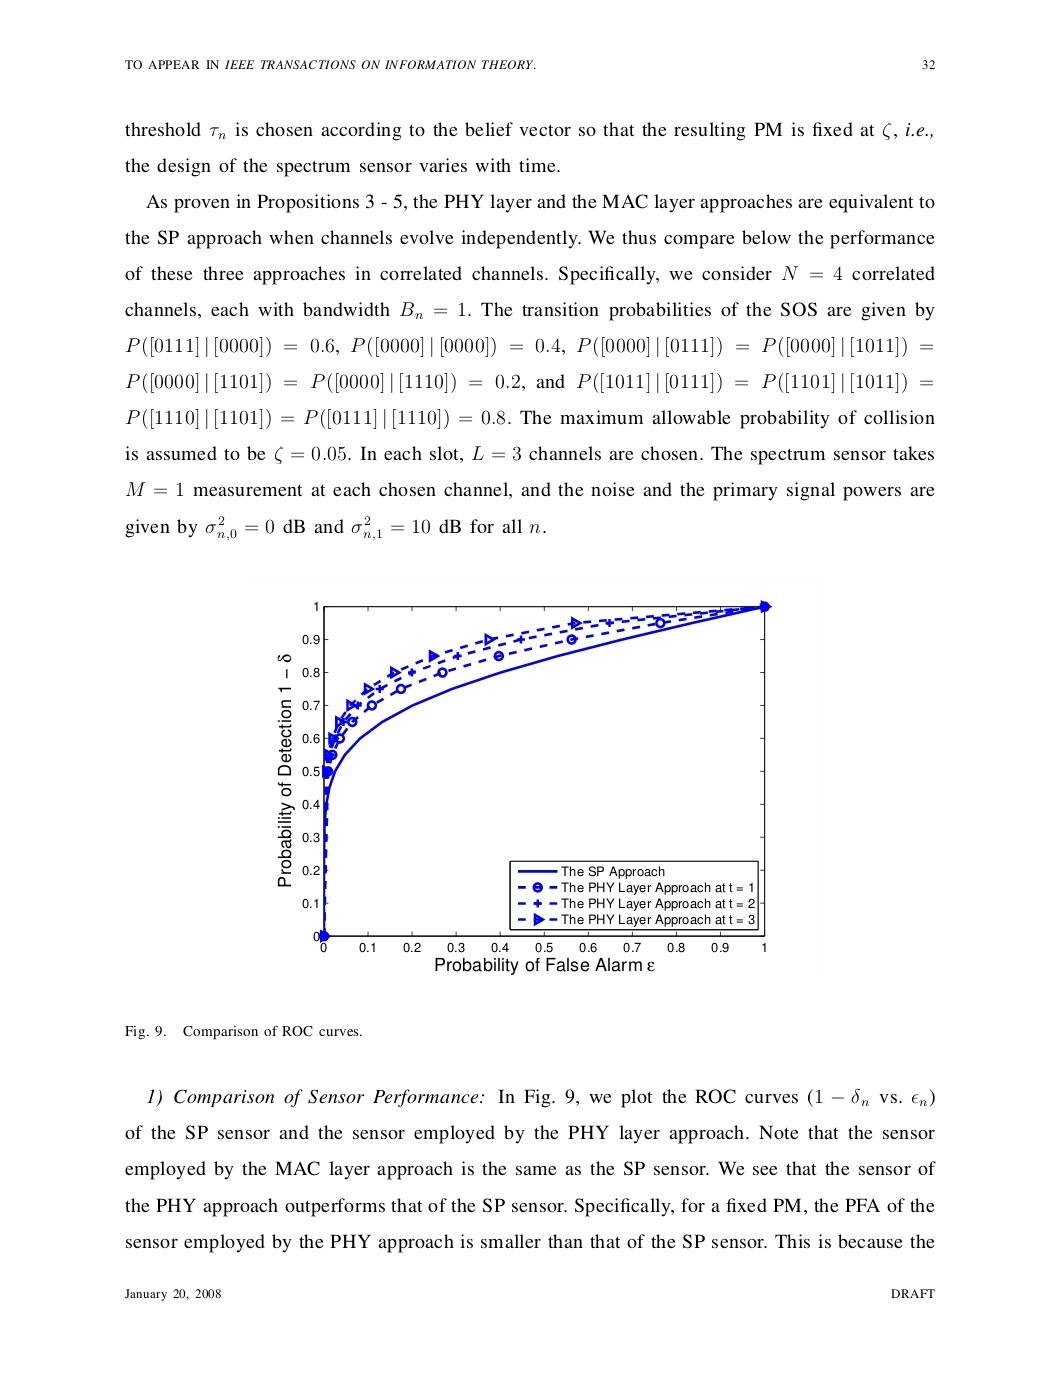 TO APPEAR IN IEEE TRANSACTIONS ON INFORMATION THEORY. 32
threshold τn is chosen according to the belief vector so that the resulting PM is fixed at ζ, i.e.,
the design of the spectrum sensor varies with time.
As proven in Propositions 3 - 5, the PHY layer and the MAC layer approaches are equivalent to
the SP approach when channels evolve independently. We thus compare below the performance
of these three approaches in correlated channels. Specifically, we consider N = 4 correlated
channels, each with bandwidth Bn = 1. The transition probabilities of the SOS are given by
P([0111] | [0000]) = 0.6, P([0000] | [0000]) = 0.4, P([0000] | [0111]) = P([0000] | [1011]) =
P([0000] | [1101]) = P([0000] | [1110]) = 0.2, and P([1011] | [0111]) = P([1101] | [1011]) =
P([1110] | [1101]) = P([0111] | [1110]) = 0.8. The maximum allowable probability of collision
is assumed to be ζ = 0.05. In each slot, L = 3 channels are chosen. The spectrum sensor takes
M = 1 measurement at each chosen channel, and the noise and the primary signal powers are
given by σ²n,0 = 0 dB and σ²n,1 = 10 dB for all n.
Probability of Detection 1 − δ
1
0.9
0.8
0.7
0.6
0.5
0.4
0.3
0.2
0.1
0
The SP Approach
The PHY Layer Approach at t = 1
The PHY Layer Approach at t = 2
The PHY Layer Approach at t = 3
0 0.1 0.2 0.3 0.4 0.5 0.6 0.7 0.8 0.9 1
Probability of False Alarm ε
Fig. 9. Comparison of ROC curves.
1) Comparison of Sensor Performance: In Fig. 9, we plot the ROC curves (1 − δn vs. ϵn)
of the SP sensor and the sensor employed by the PHY layer approach. Note that the sensor
employed by the MAC layer approach is the same as the SP sensor. We see that the sensor of
the PHY approach outperforms that of the SP sensor. Specifically, for a fixed PM, the PFA of the
sensor employed by the PHY approach is smaller than that of the SP sensor. This is because the
January 20, 2008 DRAFT